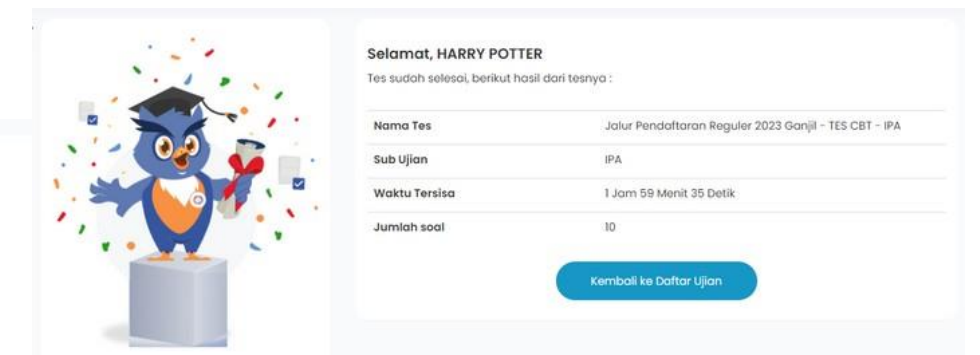 Selamat, HARRY POTTER
Tes sudah selesai, berikut hasil dari tesnya :
Nama Tes Jalur Pendaftaran Reguler 2023 Ganjil - TES CBT - IPA
Sub Ujian IPA
Waktu Tersisa 1 Jam 59 Menit 35 Detik
Jumlah soal 10
Kembali ke Daftar Ujian